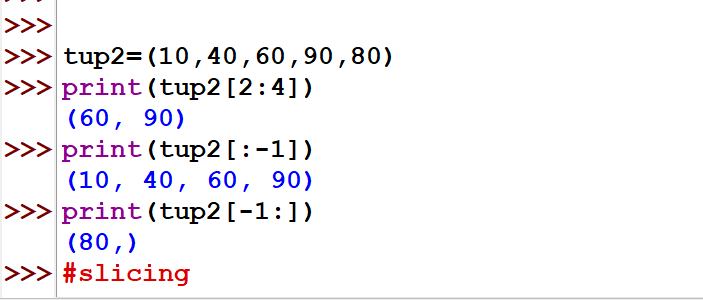 >>>
>>>
>>> tup2=(10,40,60,90,80)
>>> print(tup2[2:4])
(60, 90)
>>> print(tup2[:-1])
(10, 40, 60, 90)
>>> print(tup2[-1:])
(80,)
>>> #slicing